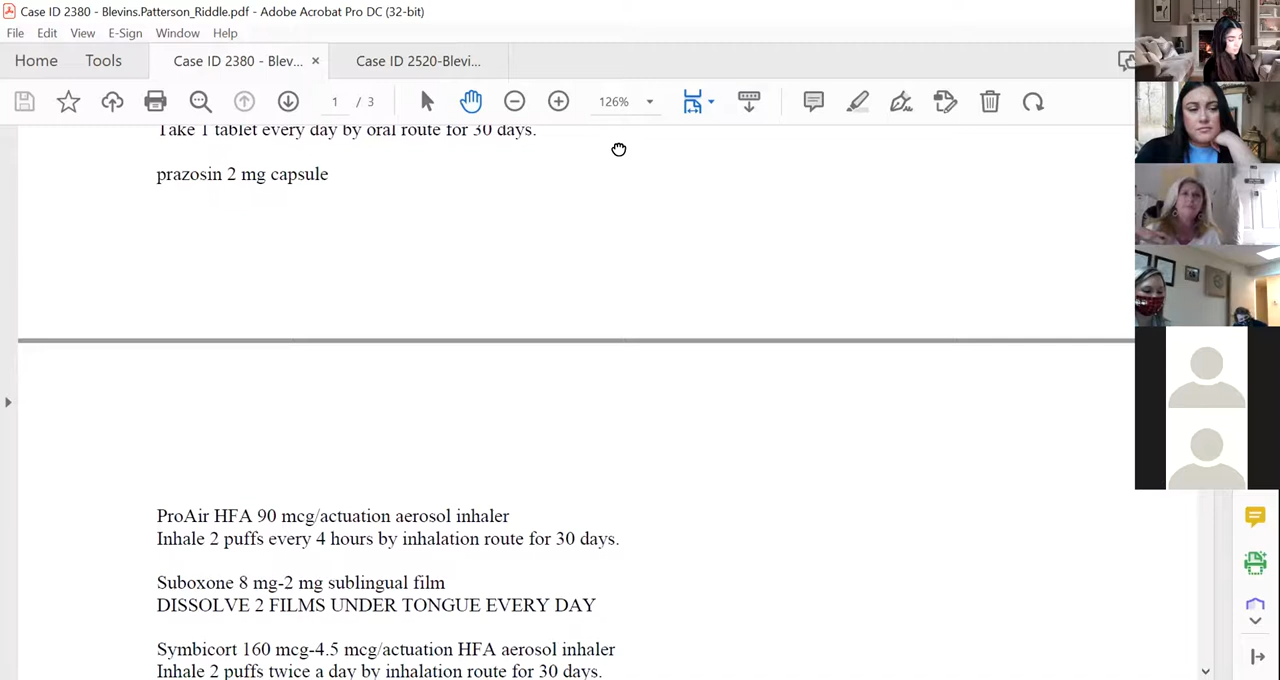 Case ID 2380 - Blevins.Patterson_Riddle.pdf - Adobe Acrobat Pro DC (32-bit)
File Edit View E-Sign Window Help
Home Tools Case ID 2380 - Blev... × Case ID 2520-Blevi...
1 / 3 126%
Take 1 tablet every day by oral route for 30 days.
prazosin 2 mg capsule
ProAir HFA 90 mcg/actuation aerosol inhaler
Inhale 2 puffs every 4 hours by inhalation route for 30 days.
Suboxone 8 mg-2 mg sublingual film
DISSOLVE 2 FILMS UNDER TONGUE EVERY DAY
Symbicort 160 mcg-4.5 mcg/actuation HFA aerosol inhaler
Inhale 2 puffs twice a day by inhalation route for 30 days.